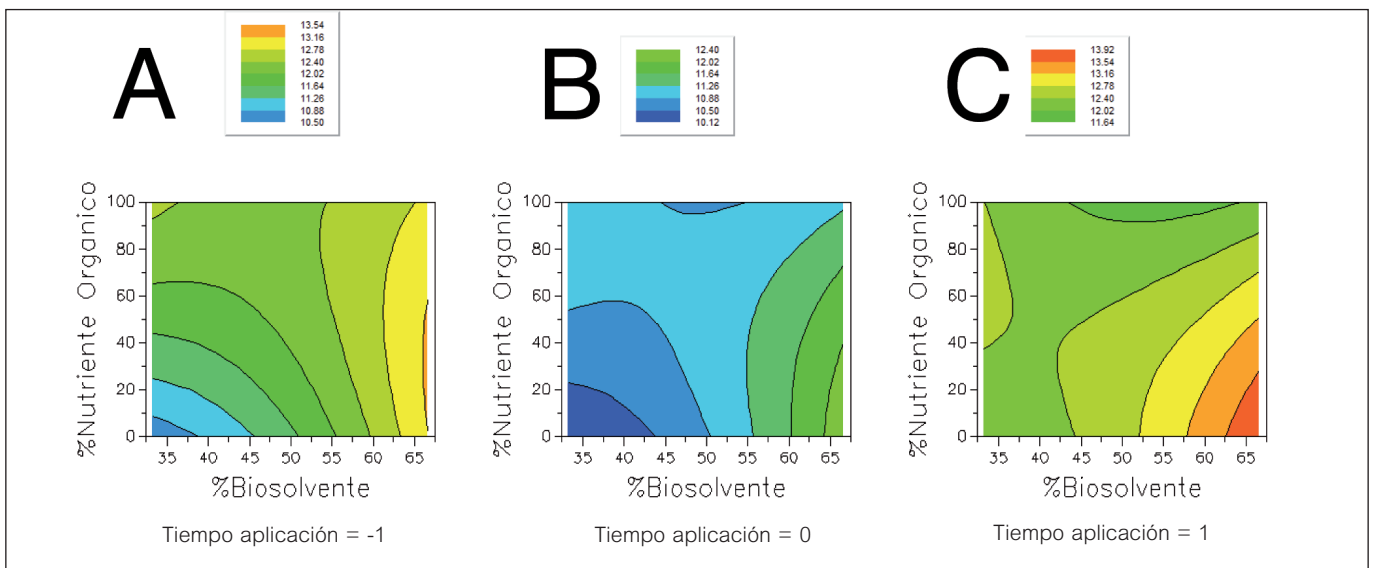 A
13.54
13.16
12.78
12.40
12.02
11.64
11.26
10.88
10.50
%Nutriente Organico
100
80
60
40
20
0
35 40 45 50 55 60 65
%Biosolvente
Tiempo aplicación = -1
B
12.40
12.02
11.64
11.26
10.88
10.50
10.12
%Nutriente Organico
100
80
60
40
20
0
35 40 45 50 55 60 65
%Biosolvente
Tiempo aplicación = 0
C
13.92
13.54
13.16
12.78
12.40
12.02
11.64
%Nutriente Organico
100
80
60
40
20
0
35 40 45 50 55 60 65
%Biosolvente
Tiempo aplicación = 1